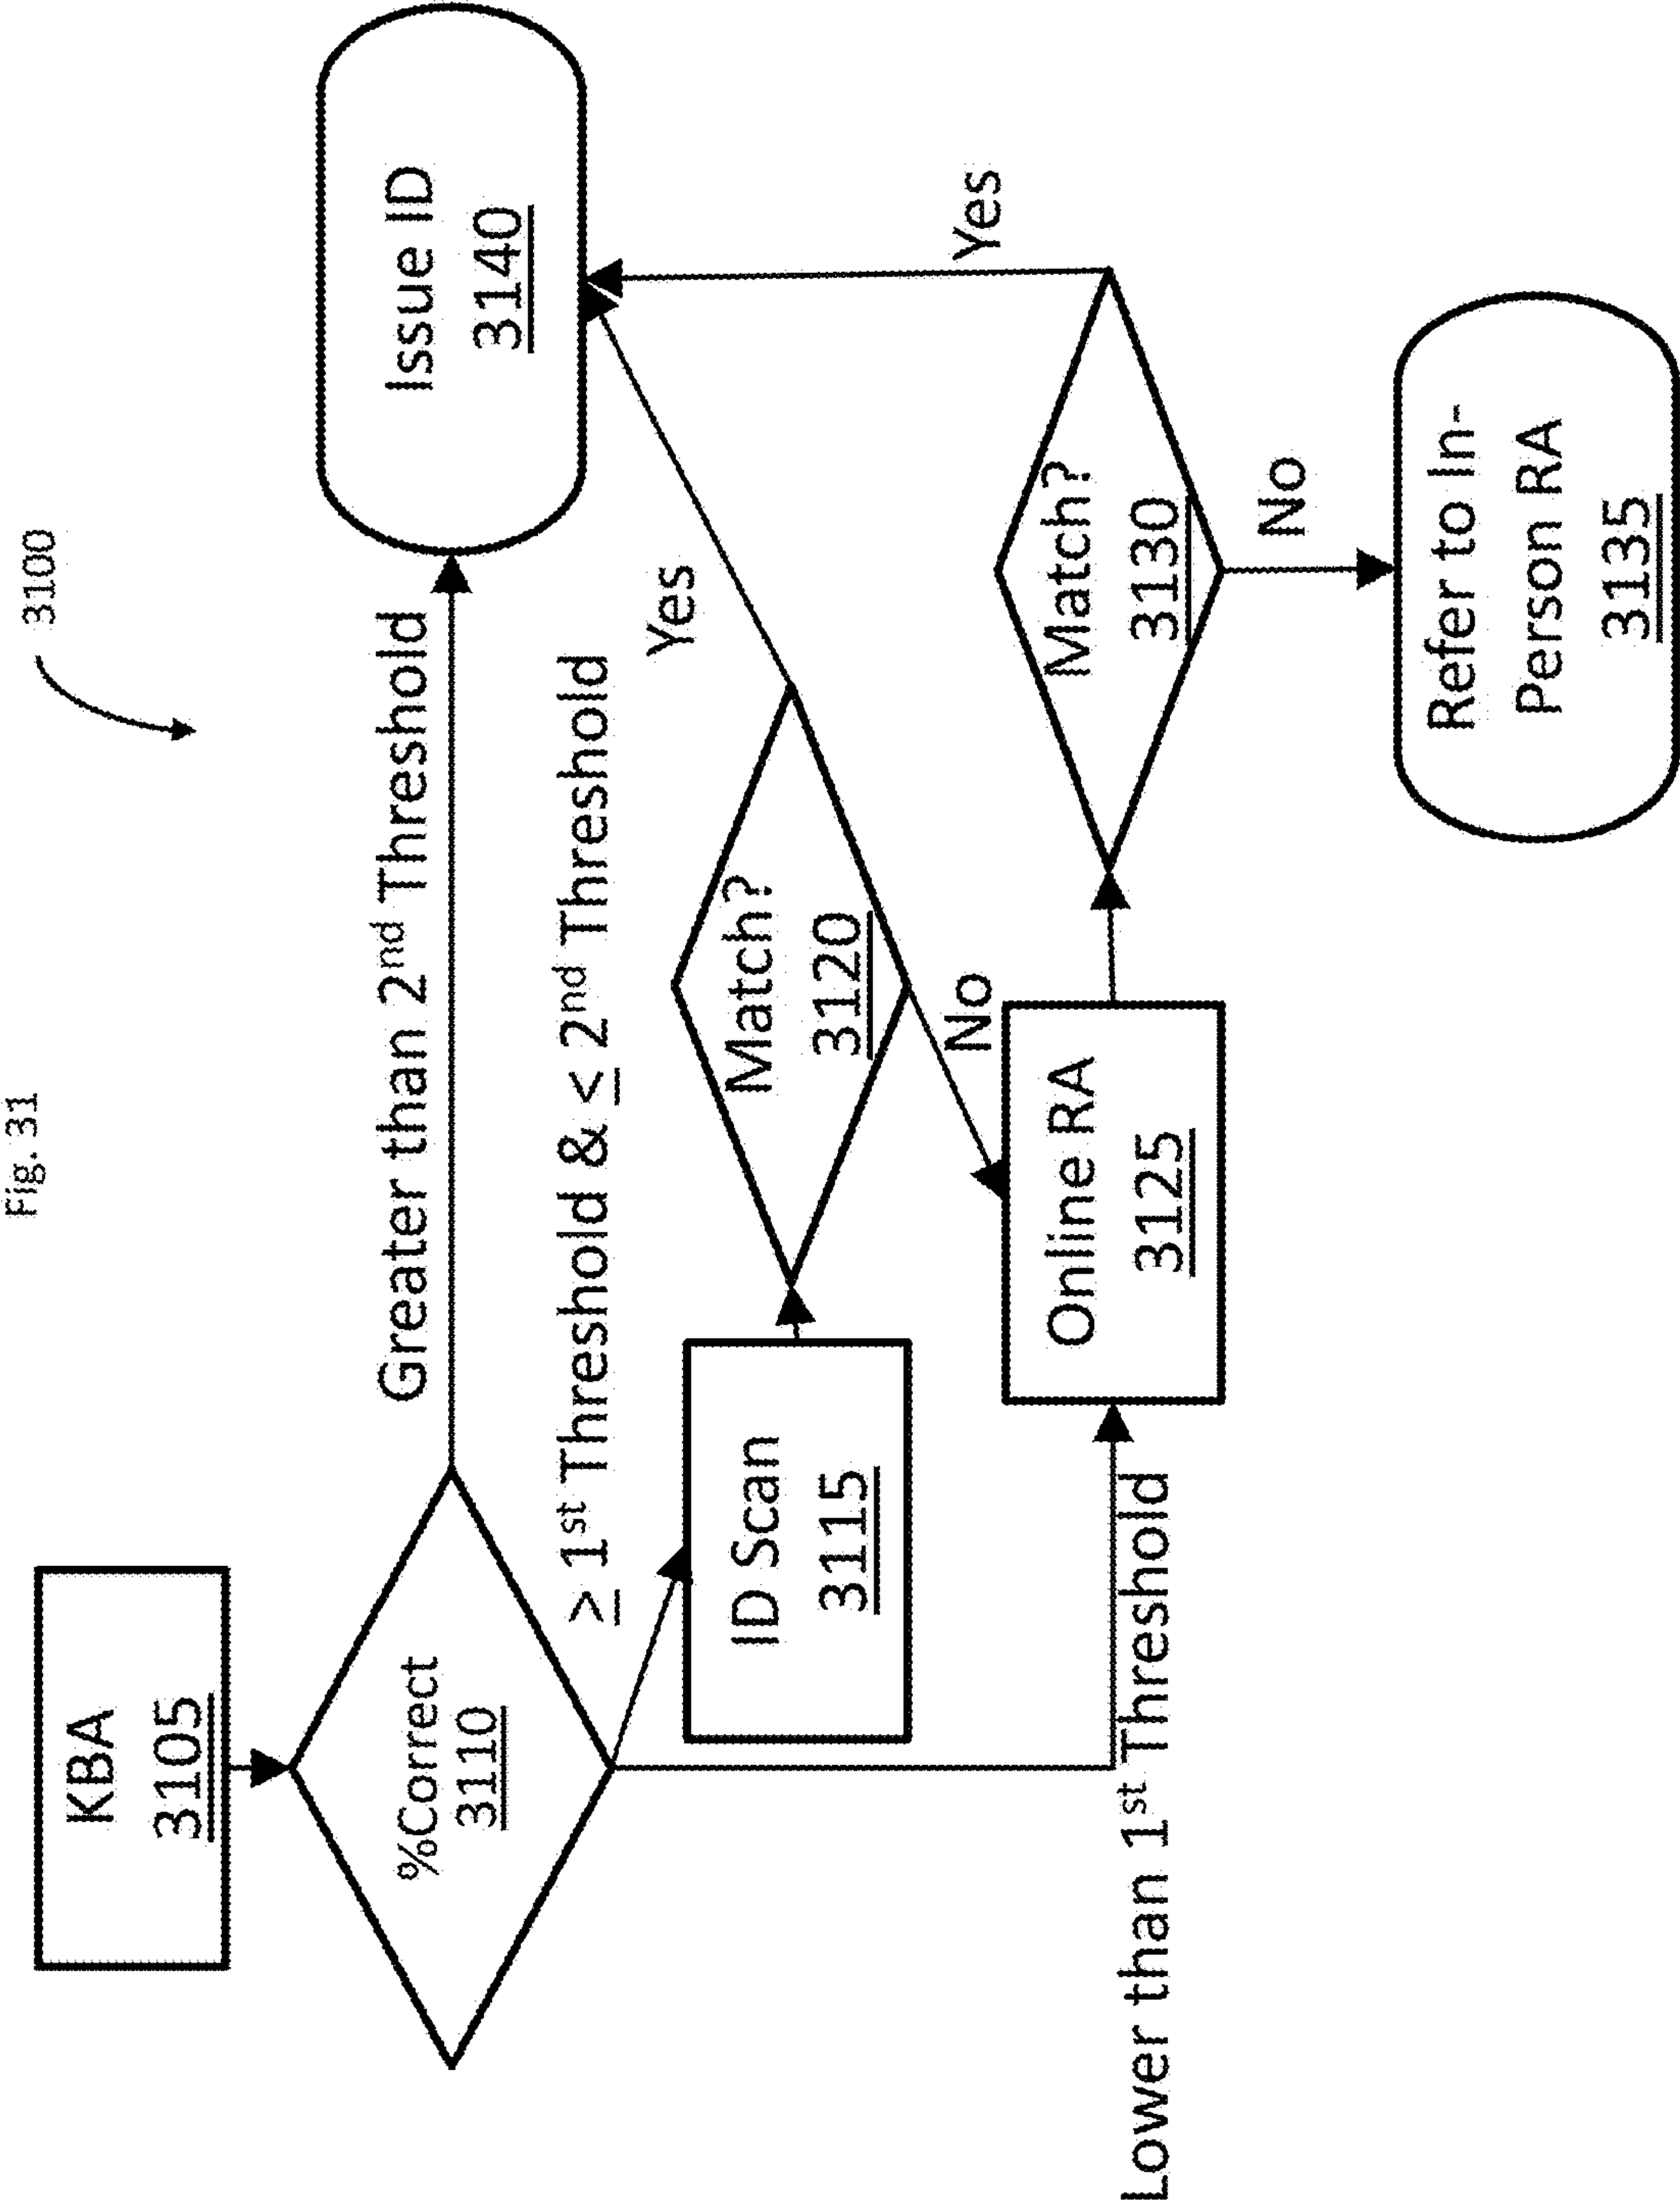 Fig. 31
3100
KBA
3105
%Correct
3110
Greater than 2nd Threshold
Issue ID
3140
≥ 1st Threshold & ≤ 2nd Threshold
ID Scan
3115
Match?
3120
Yes
No
Lower than 1st Threshold
Online RA
3125
Match?
3130
Yes
No
Refer to In-
Person RA
3135